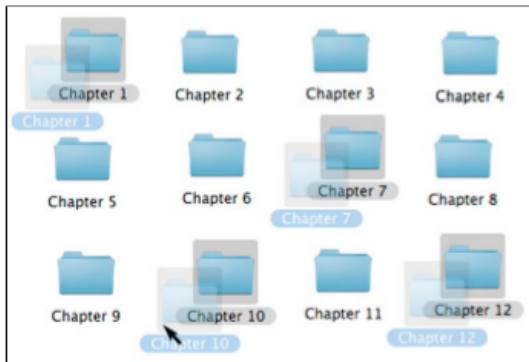 Chapter 1
Chapter 2
Chapter 3
Chapter 4
Chapter 1
Chapter 5
Chapter 6
Chapter 7
Chapter 8
Chapter 7
Chapter 9
Chapter 10
Chapter 11
Chapter 12
Chapter 10
Chapter 12